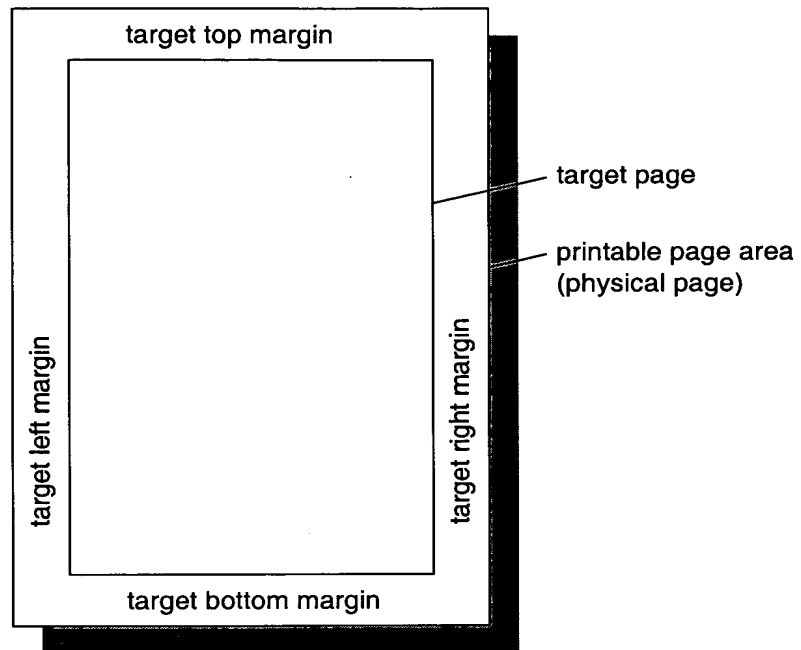 target top margin
target page
printable page area
(physical page)
target left margin
target right margin
target bottom margin